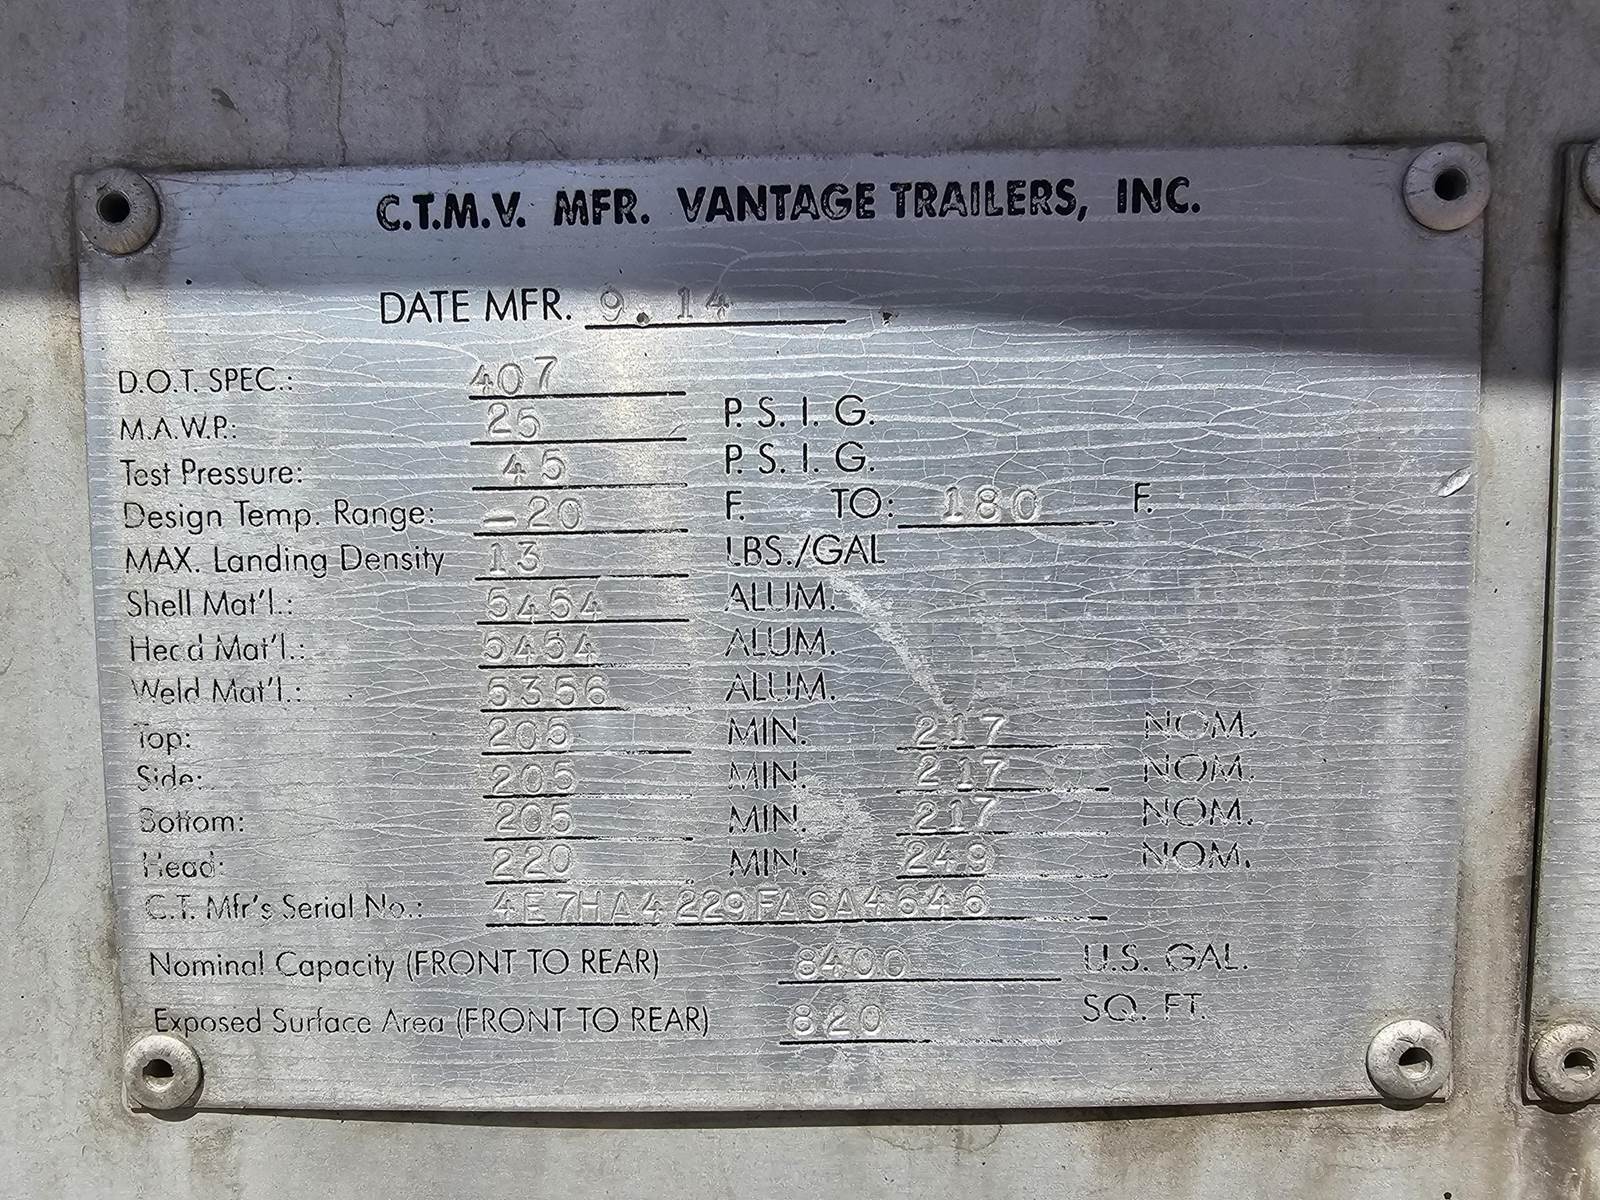 C.T.M.V. MFR. VANTAGE TRAILERS, INC.
DATE MFR. 9.14
D.O.T. SPEC.: 407
M.A.W.P.: 25 P.S.I.G.
Test Pressure: 45 P.S.I.G.
Design Temp. Range: -20 F. TO: 180 F.
MAX. Landing Density 13 LBS./GAL
Shell Mat'l.: 5454 ALUM.
Head Mat'l.: 5454 ALUM.
Weld Mat'l.: 5356 ALUM.
Top: 205 MIN. 217 NOM.
Side: 205 MIN. 217 NOM.
Bottom: 205 MIN. 217 NOM.
Head: 220 MIN. 249 NOM.
C.T. Mfr's Serial No.: 4E7HA4229FASA4646
Nominal Capacity (FRONT TO REAR) 8400 U.S. GAL.
Exposed Surface Area (FRONT TO REAR) 820 SQ. FT.